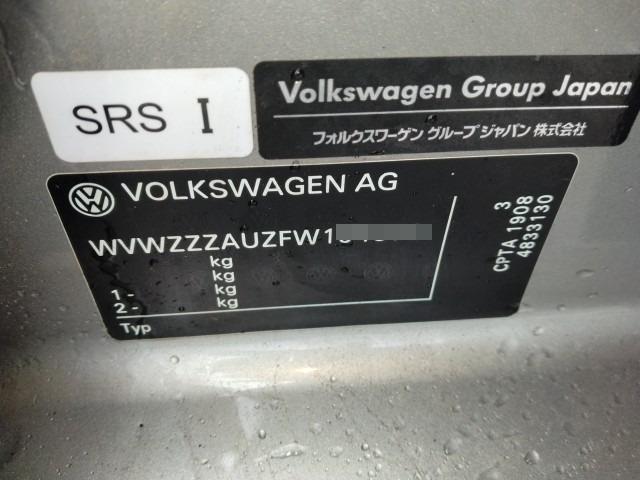 SRS I
Volkswagen Group Japan
フォルクスワーゲン グループ ジャパン 株式会社
VOLKSWAGEN AG
WVWZZZAUZFW1
kg
kg
1 - kg
2 - kg
Typ
3
CPTA 1908
4833130